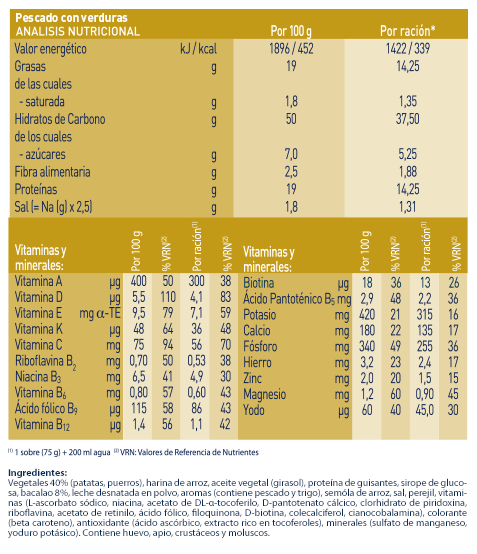 Pescado con verduras
ANALISIS NUTRICIONAL Por 100 g Por ración*
Valor energético kJ / kcal 1896 / 452 1422 / 339
Grasas g 19 14,25
de las cuales
- saturada g 1,8 1,35
Hidratos de Carbono g 50 37,50
de los cuales
- azúcares g 7,0 5,25
Fibra alimentaria g 2,5 1,88
Proteínas g 19 14,25
Sal (= Na (g) x 2,5) g 1,8 1,31
Vitaminas y minerales: Por 100 g % VRN(2) Por ración(1) % VRN(2)
Vitamina A µg 400 50 300 38
Vitamina D µg 5,5 110 4,1 83
Vitamina E mg α-TE 9,5 79 7,1 59
Vitamina K µg 48 64 36 48
Vitamina C mg 75 94 56 70
Riboflavina B2 mg 0,70 50 0,53 38
Niacina B3 mg 6,5 41 4,9 30
Vitamina B6 mg 0,80 57 0,60 43
Ácido fólico B9 µg 115 58 86 43
Vitamina B12 µg 1,4 56 1,1 42
Vitaminas y minerales: Por 100 g % VRN(2) Por ración(1) % VRN(2)
Biotina µg 18 36 13 26
Ácido Pantoténico B5 mg 2,9 48 2,2 36
Potasio mg 420 21 315 16
Calcio mg 180 22 135 17
Fósforo mg 340 49 255 36
Hierro mg 3,2 23 2,4 17
Zinc mg 2,0 20 1,5 15
Magnesio mg 1,2 60 0,90 45
Yodo µg 60 40 45,0 30
(1) 1 sobre (75 g) + 200 ml agua (2) VRN: Valores de Referencia de Nutrientes
Ingredientes:
Vegetales 40% (patatas, puerros), harina de arroz, aceite vegetal (girasol), proteína de guisantes, sirope de gluco-
sa, bacalao 8%, leche desnatada en polvo, aromas (contiene pescado y trigo), semóla de arroz, sal, perejil, vitami-
nas (L-ascorbato sódico, niacina, acetato de DL-α-tocoferilo, D-pantotenato cálcico, clorhidrato de piridoxina,
riboflavina, acetato de retinilo, ácido fólico, filoquinona, D-biotina, colecalciferol, cianocobalamina), colorante
(beta caroteno), antioxidante (ácido ascórbico, extracto rico en tocoferoles), minerales (sulfato de manganeso,
yoduro potásico). Contiene huevo, apio, crustáceos y moluscos.